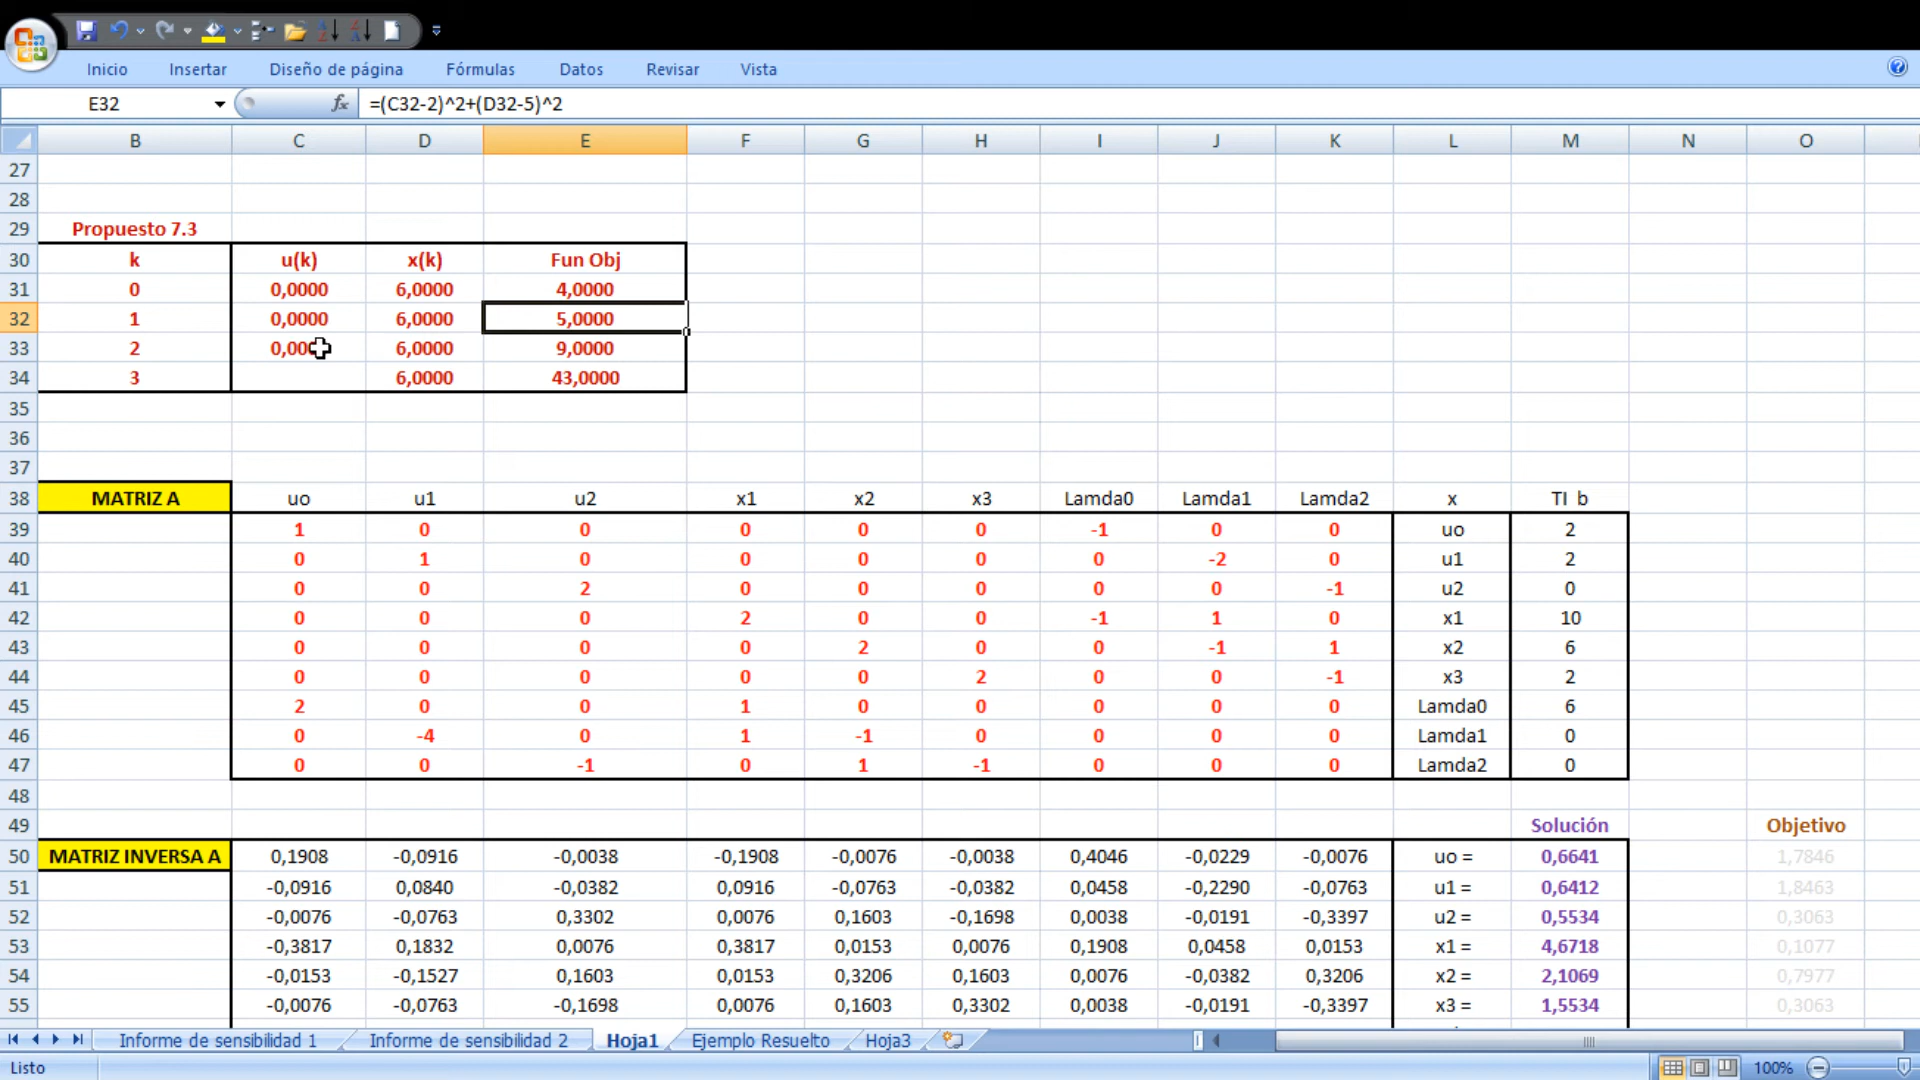 Inicio Insertar Diseño de página Fórmulas Datos Revisar Vista
E32 fx =(C32-2)^2+(D32-5)^2
B C D E F G H I J K L M N O
27
28
29 Propuesto 7.3
30 k u(k) x(k) Fun Obj
31 0 0,0000 6,0000 4,0000
32 1 0,0000 6,0000 5,0000
33 2 0,00 6,0000 9,0000
34 3 6,0000 43,0000
35
36
37
38 MATRIZ A uo u1 u2 x1 x2 x3 Lamda0 Lamda1 Lamda2 x TI b
39 1 0 0 0 0 0 -1 0 0 uo 2
40 0 1 0 0 0 0 0 -2 0 u1 2
41 0 0 2 0 0 0 0 0 -1 u2 0
42 0 0 0 2 0 0 -1 1 0 x1 10
43 0 0 0 0 2 0 0 -1 1 x2 6
44 0 0 0 0 0 2 0 0 -1 x3 2
45 2 0 0 1 0 0 0 0 0 Lamda0 6
46 0 -4 0 1 -1 0 0 0 0 Lamda1 0
47 0 0 -1 0 1 -1 0 0 0 Lamda2 0
48
49 Solución Objetivo
50 MATRIZ INVERSA A 0,1908 -0,0916 -0,0038 -0,1908 -0,0076 -0,0038 0,4046 -0,0229 -0,0076 uo = 0,6641 1,7846
51 -0,0916 0,0840 -0,0382 0,0916 -0,0763 -0,0382 0,0458 -0,2290 -0,0763 u1 = 0,6412 1,8463
52 -0,0076 -0,0763 0,3302 0,0076 0,1603 -0,1698 0,0038 -0,0191 -0,3397 u2 = 0,5534 0,3063
53 -0,3817 0,1832 0,0076 0,3817 0,0153 0,0076 0,1908 0,0458 0,0153 x1 = 4,6718 0,1077
54 -0,0153 -0,1527 0,1603 0,0153 0,3206 0,1603 0,0076 -0,0382 0,3206 x2 = 2,1069 0,7977
55 -0,0076 -0,0763 -0,1698 0,0076 0,1603 0,3302 0,0038 -0,0191 -0,3397 x3 = 1,5534 0,3063
Informe de sensibilidad 1 Informe de sensibilidad 2 Hoja1 Ejemplo Resuelto Hoja3
Listo 100%